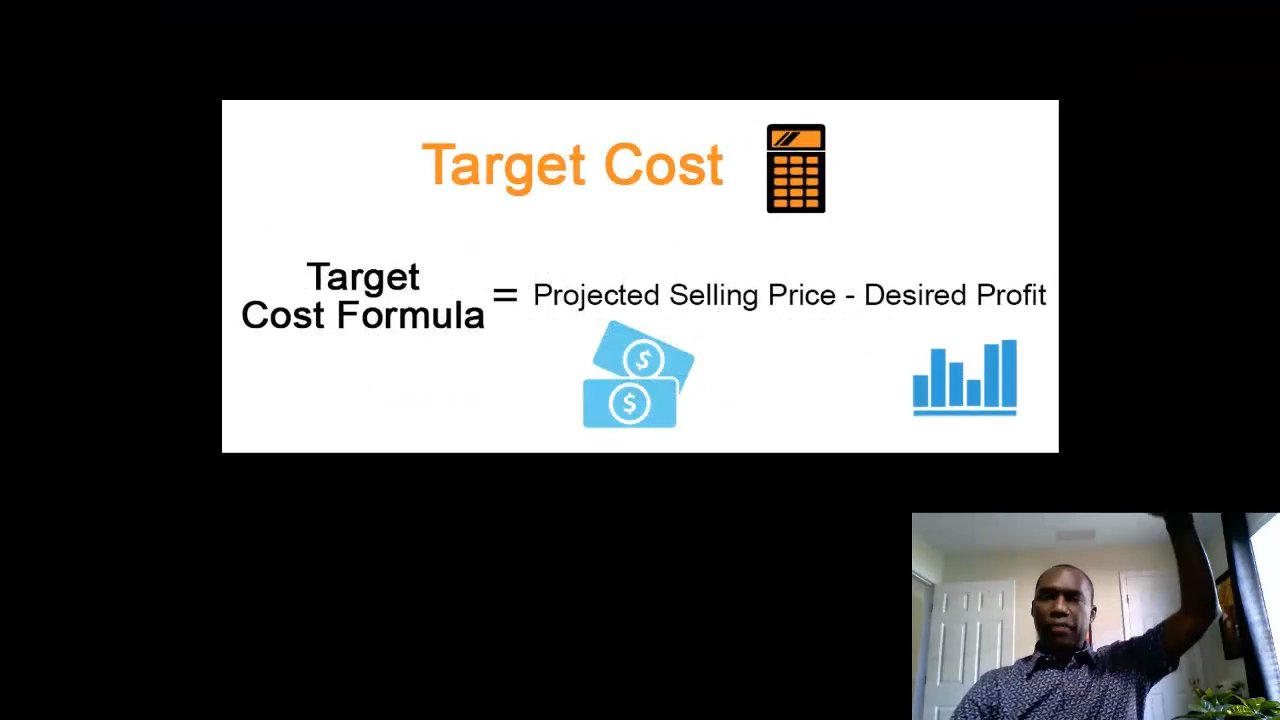 Target Cost
Target
Cost Formula = Projected Selling Price - Desired Profit
$
$